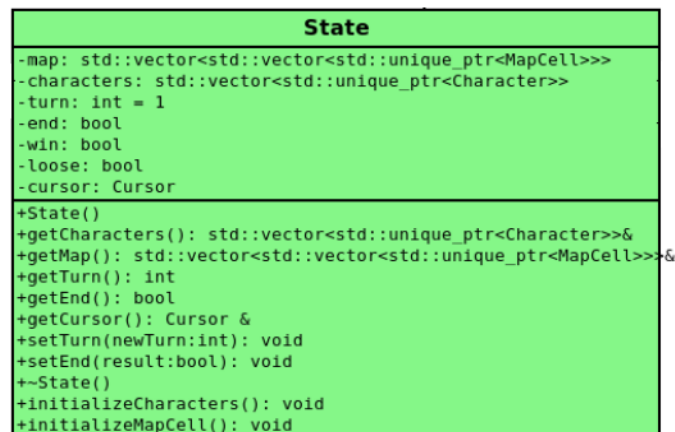 State
-map: std::vector<std::vector<std::unique_ptr<MapCell>>>
-characters: std::vector<std::unique_ptr<Character>>
-turn: int = 1
-end: bool
-win: bool
-loose: bool
-cursor: Cursor
+State()
+getCharacters(): std::vector<std::unique_ptr<Character>>&
+getMap(): std::vector<std::vector<std::unique_ptr<MapCell>>>&
+getTurn(): int
+getEnd(): bool
+getCursor(): Cursor &
+setTurn(newTurn:int): void
+setEnd(result:bool): void
+~State()
+initializeCharacters(): void
+initializeMapCell(): void